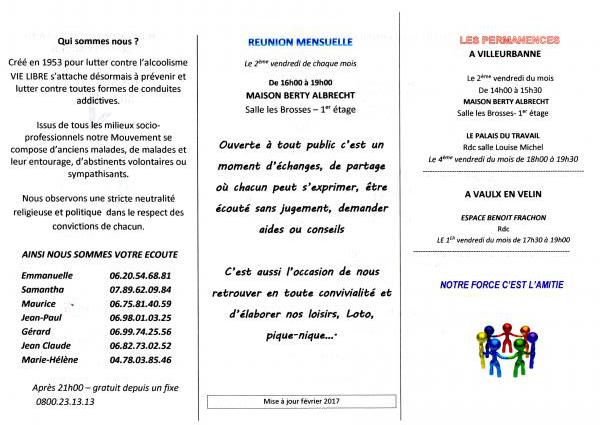 Qui sommes nous ?
Créé en 1953 pour lutter contre l'alcoolisme
VIE LIBRE s'attache désormais à prévenir et
lutter contre toutes formes de conduites
addictives.
Issus de tous les milieux socio-
professionnels notre Mouvement se
compose d'anciens malades, de malades et
leur entourage, d'abstinents volontaires ou
sympathisants.
Nous observons une stricte neutralité
religieuse et politique dans le respect des
convictions de chacun.
AINSI NOUS SOMMES VOTRE ECOUTE
Emmanuelle 06.20.54.68.81
Samantha 07.89.62.09.84
Maurice 06.75.81.40.59
Jean-Paul 06.98.01.03.25
Gérard 06.99.74.25.56
Jean Claude 06.82.73.02.52
Marie-Hélène 04.78.03.85.46
Après 21h00 – gratuit depuis un fixe
0800.23.13.13
REUNION MENSUELLE
Le 2ème vendredi de chaque mois
De 16h00 à 19h00
MAISON BERTY ALBRECHT
Salle les Brosses – 1er étage
Ouverte à tout public c'est un
moment d'échanges, de partage
où chacun peut s'exprimer, être
écouté sans jugement, demander
aides ou conseils
C'est aussi l'occasion de nous
retrouver en toute convivialité et
d'élaborer nos loisirs, Loto,
pique-nique....
Mise à jour février 2017
LES PERMANENCES
A VILLEURBANNE
Le 2ème vendredi du mois
De 14h00 à 15h30
MAISON BERTY ALBRECHT
Salle les Brosses- 1er étage
LE PALAIS DU TRAVAIL
Rdc salle Louise Michel
Le 4ème vendredi du mois de 18h00 à 19h30
A VAULX EN VELIN
ESPACE BENOIT FRACHON
Rdc
LE 1Er vendredi du mois de 17h30 à 19h00
NOTRE FORCE C'EST L'AMITIE